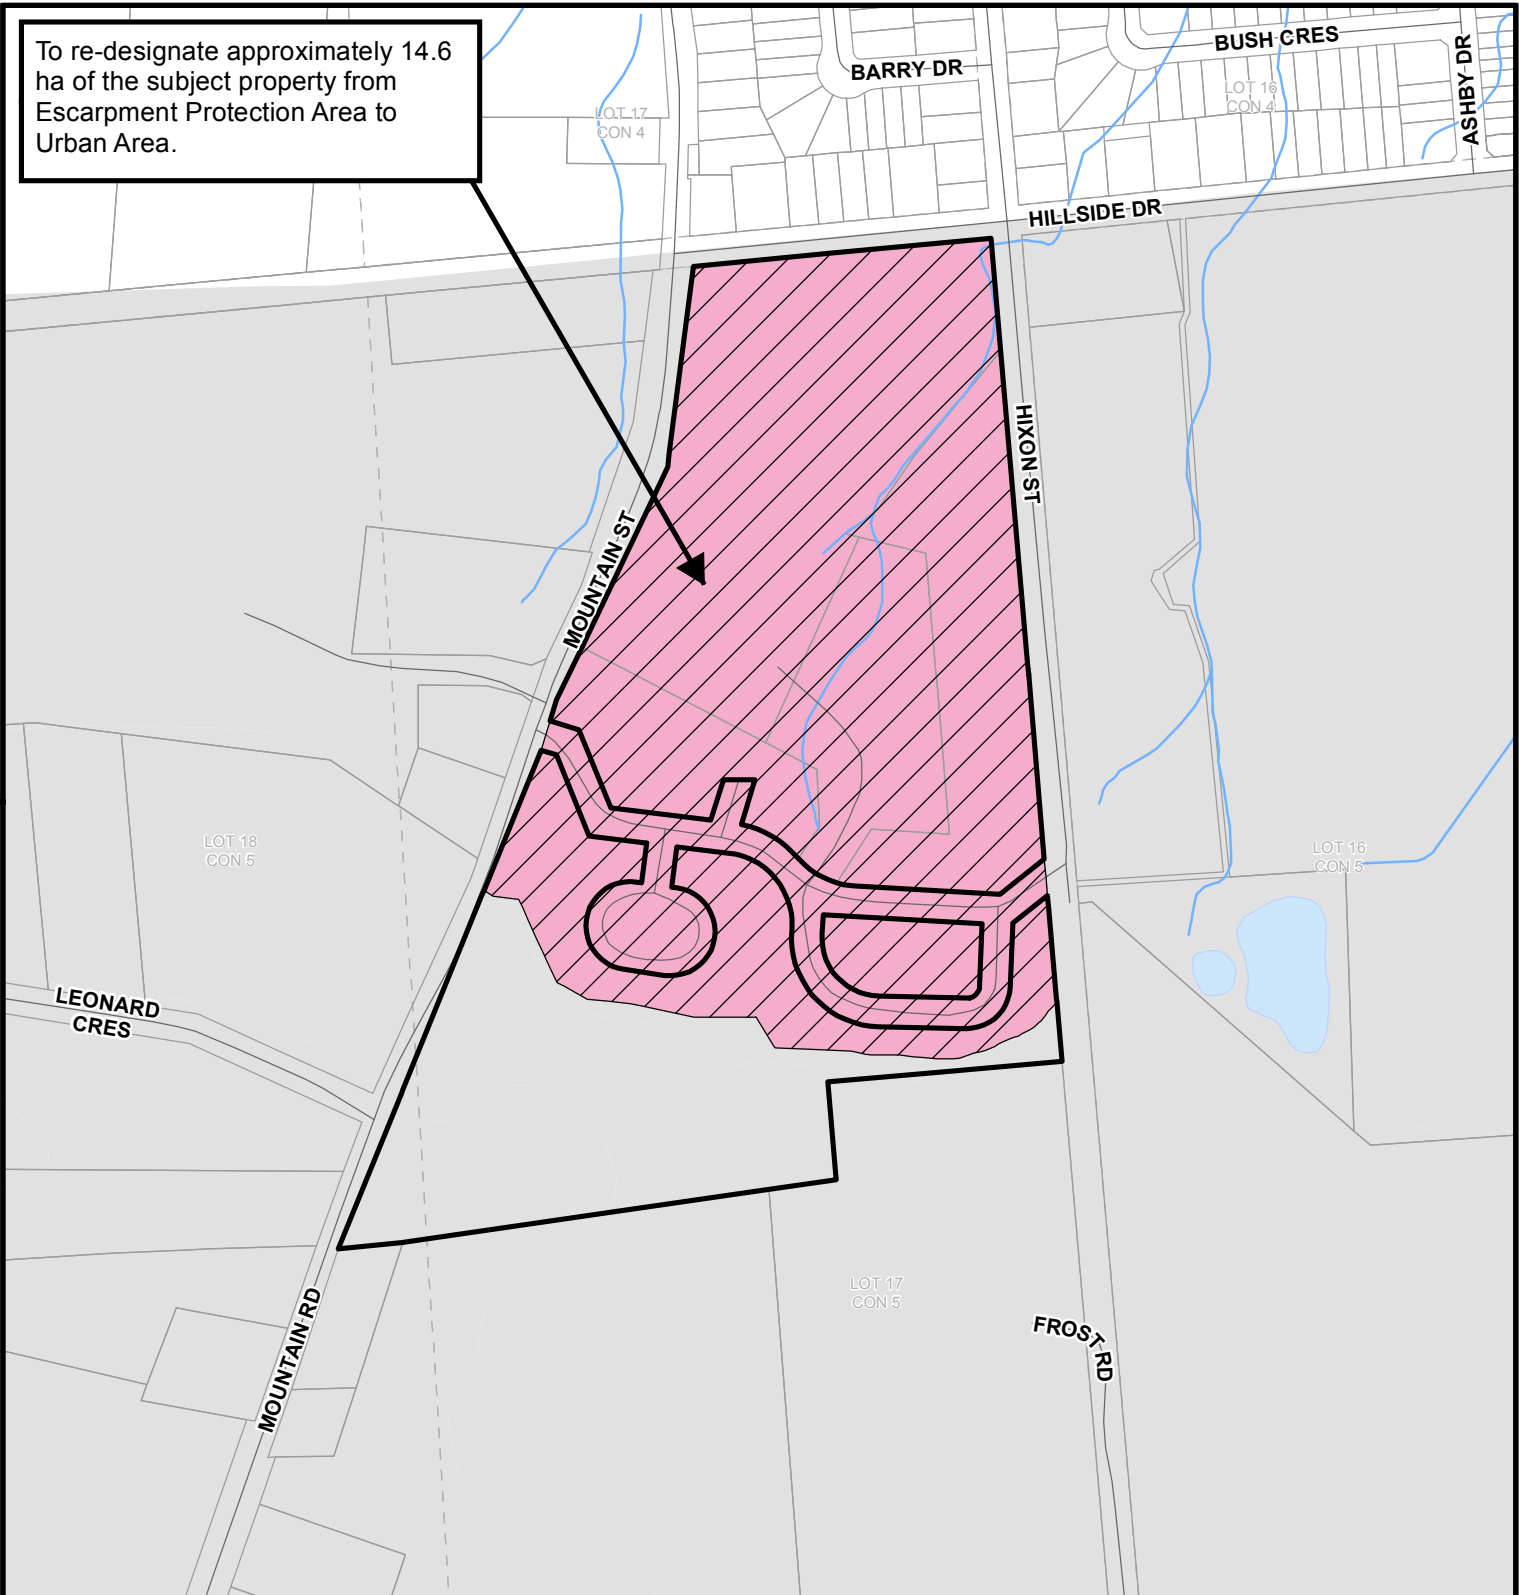 To re-designate approximately 14.6
ha of the subject property from
Escarpment Protection Area to
Urban Area.
BARRY DR
BUSH CRES
ASHBY DR
LOT 17
CON 4
LOT 16
CON 4
HILLSIDE DR
HIXON ST
MOUNTAIN ST
LOT 18
CON 5
LOT 16
CON 5
LEONARD
CRES
LOT 17
CON 5
MOUNTAIN RD
FROST RD